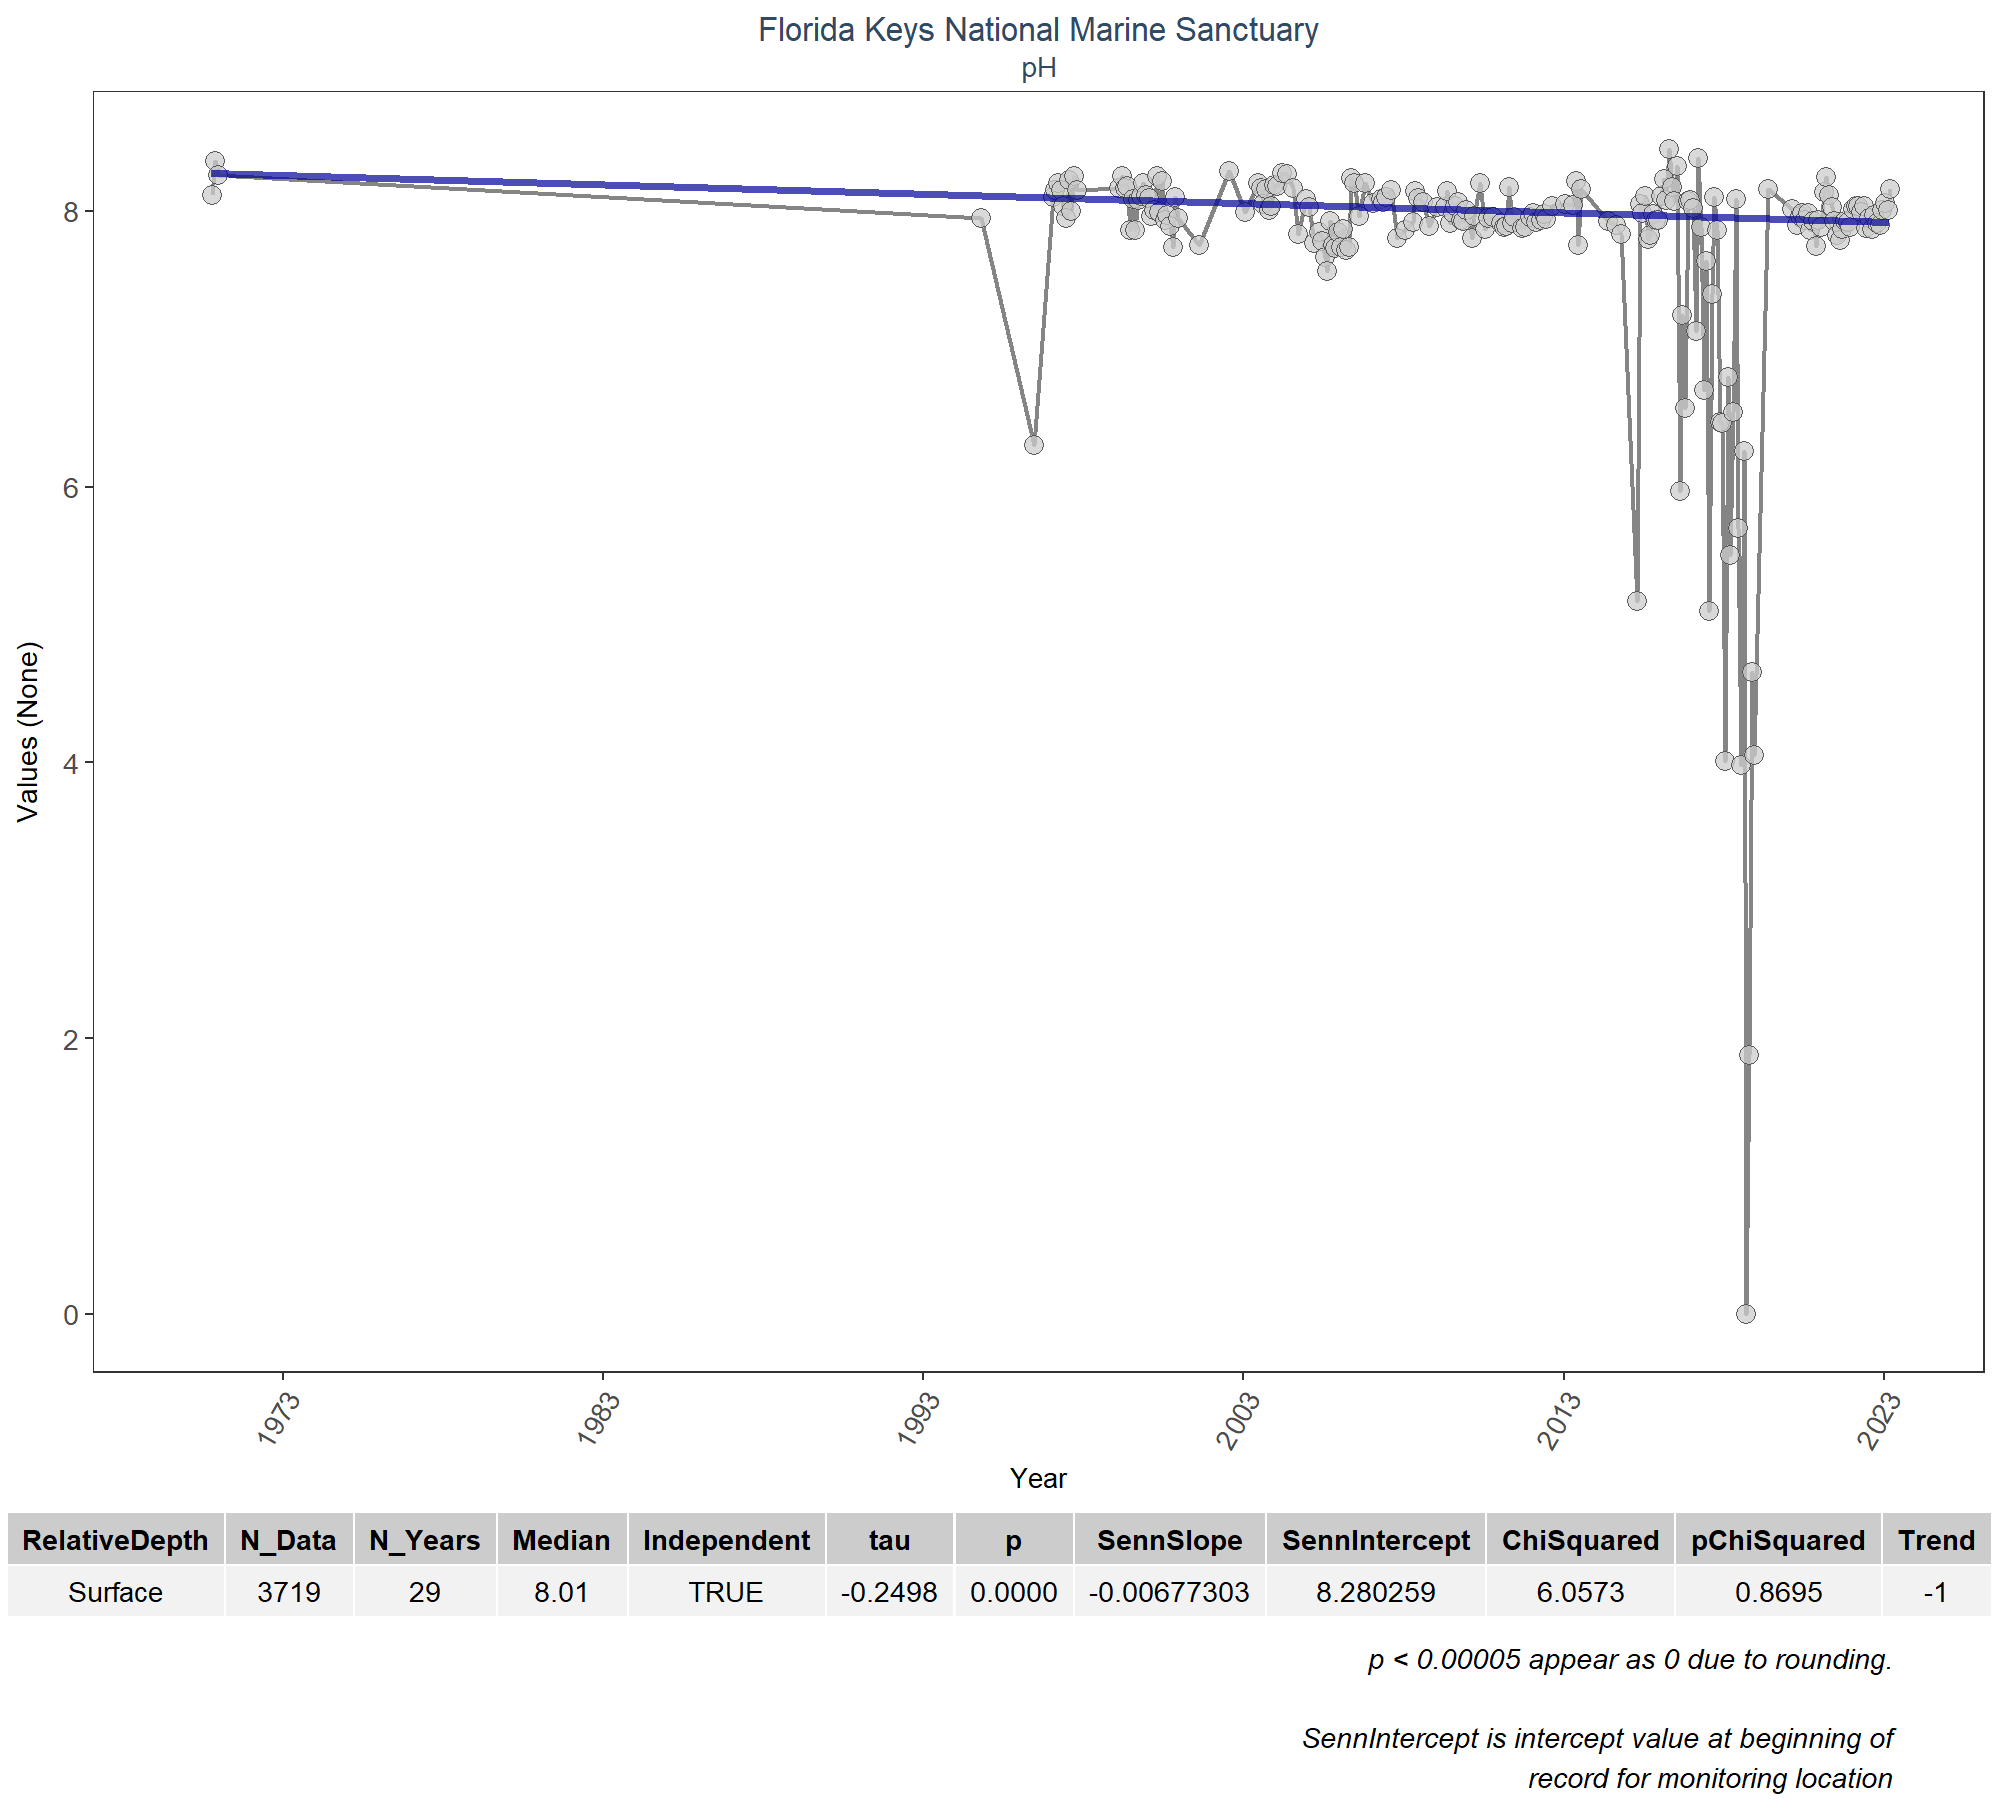 Florida Keys National Marine Sanctuary
pH
Values (None)
8
6
4
2
0
1973 1983 1993 2003 2013 2023
Year
RelativeDepth N_Data N_Years Median Independent tau p SennSlope SennIntercept ChiSquared pChiSquared Trend
Surface 3719 29 8.01 TRUE -0.2498 0.0000 -0.00677303 8.280259 6.0573 0.8695 -1
p < 0.00005 appear as 0 due to rounding.
SennIntercept is intercept value at beginning of
record for monitoring location